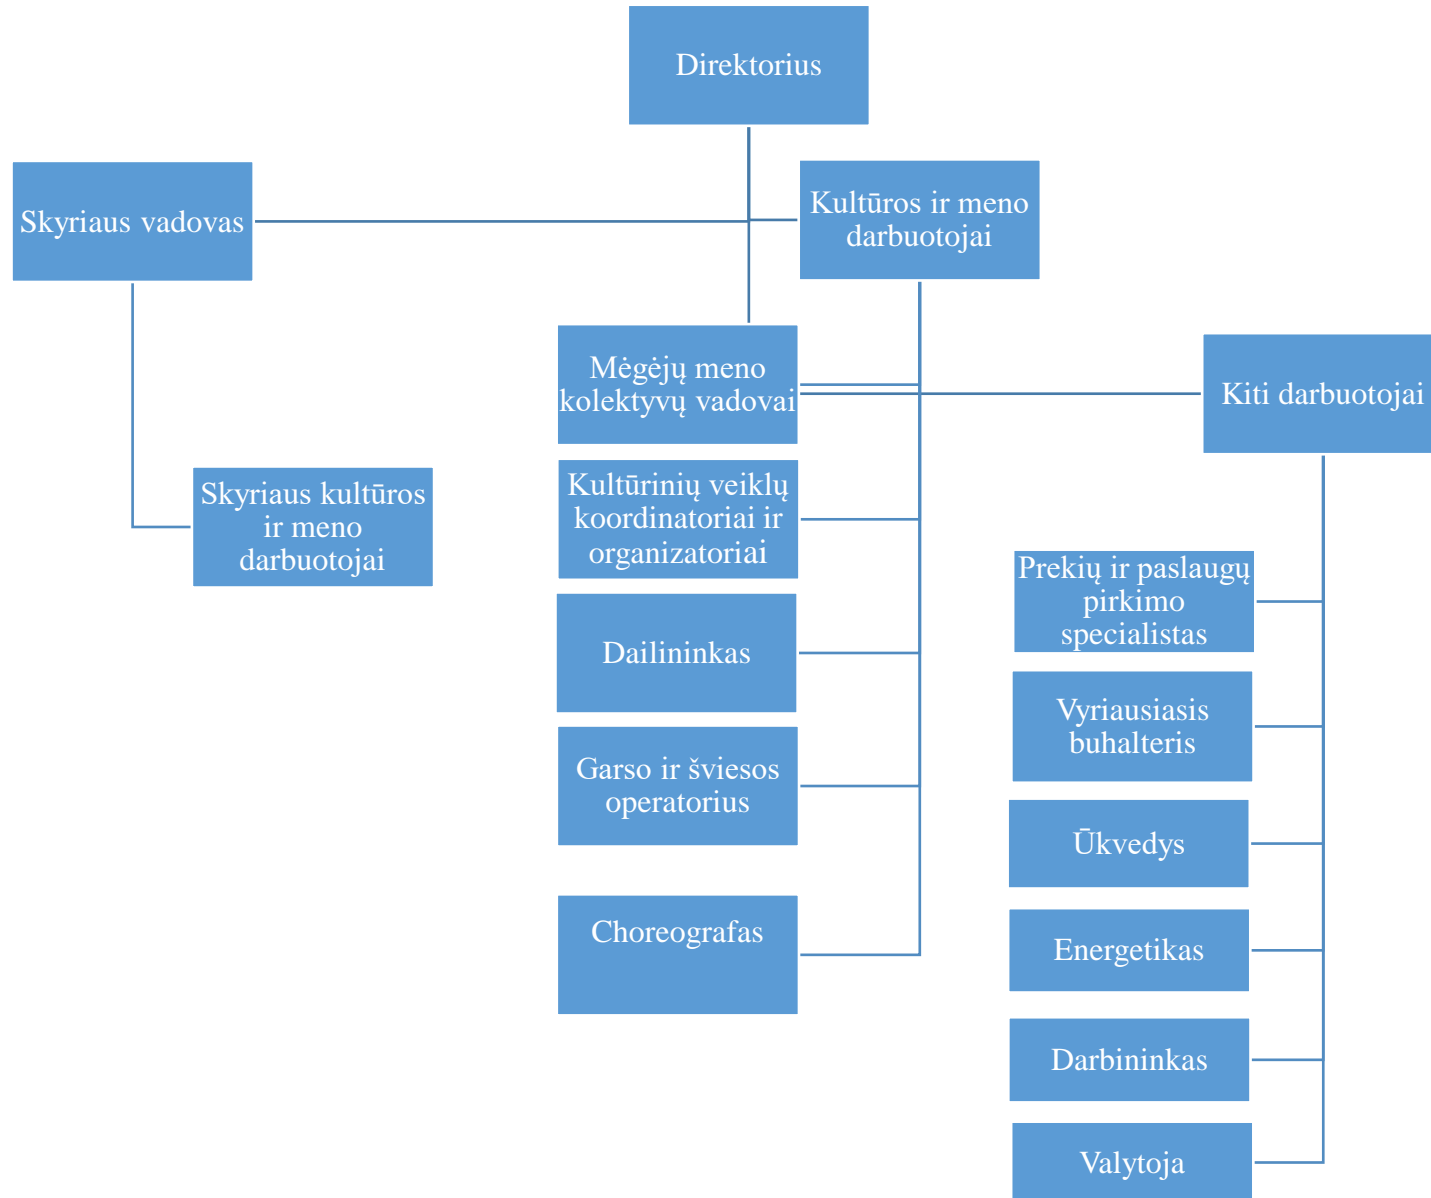 Direktorius
Skyriaus vadovas
Kultūros ir meno
darbuotojai
Mėgėjų meno
kolektyvų vadovai
Kiti darbuotojai
Skyriaus kultūros
ir meno
darbuotojai
Kultūrinių veiklų
koordinatoriai ir
organizatoriai
Dailininkas
Garso ir šviesos
operatorius
Choreografas
Prekių ir paslaugų
pirkimo
specialistas
Vyriausiasis
buhalteris
Ūkvedys
Energetikas
Darbininkas
Valytoja